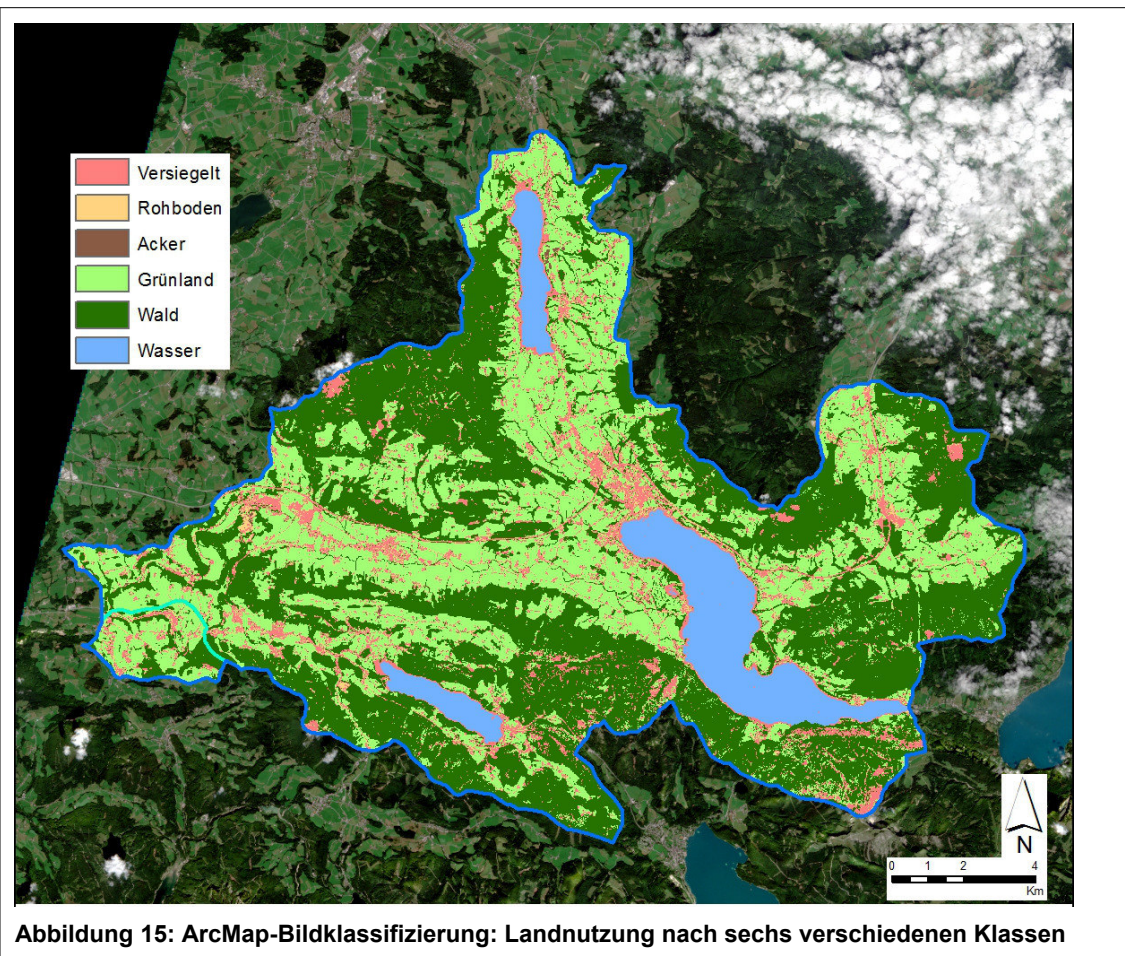 Versiegelt
Rohboden
Acker
Grünland
Wald
Wasser
N
0 1 2 4
Km
Abbildung 15: ArcMap-Bildklassifizierung: Landnutzung nach sechs verschiedenen Klassen